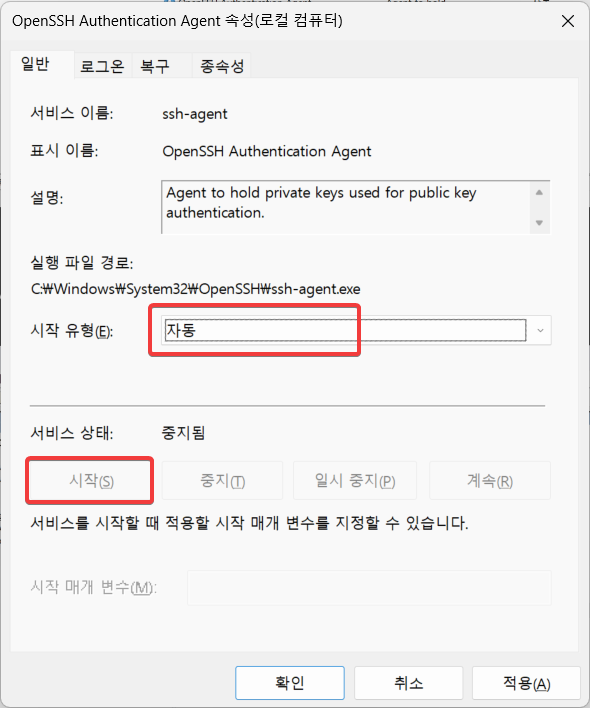 OpenSSH Authentication Agent 속성(로컬 컴퓨터)
일반 로그온 복구 종속성
서비스 이름: ssh-agent
표시 이름: OpenSSH Authentication Agent
설명: Agent to hold private keys used for public key
authentication.
실행 파일 경로:
C:₩Windows₩System32₩OpenSSH₩ssh-agent.exe
시작 유형(E): 자동
서비스 상태: 중지됨
시작(S) 중지(T) 일시 중지(P) 계속(R)
서비스를 시작할 때 적용할 시작 매개 변수를 지정할 수 있습니다.
시작 매개 변수(M):
확인 취소 적용(A)